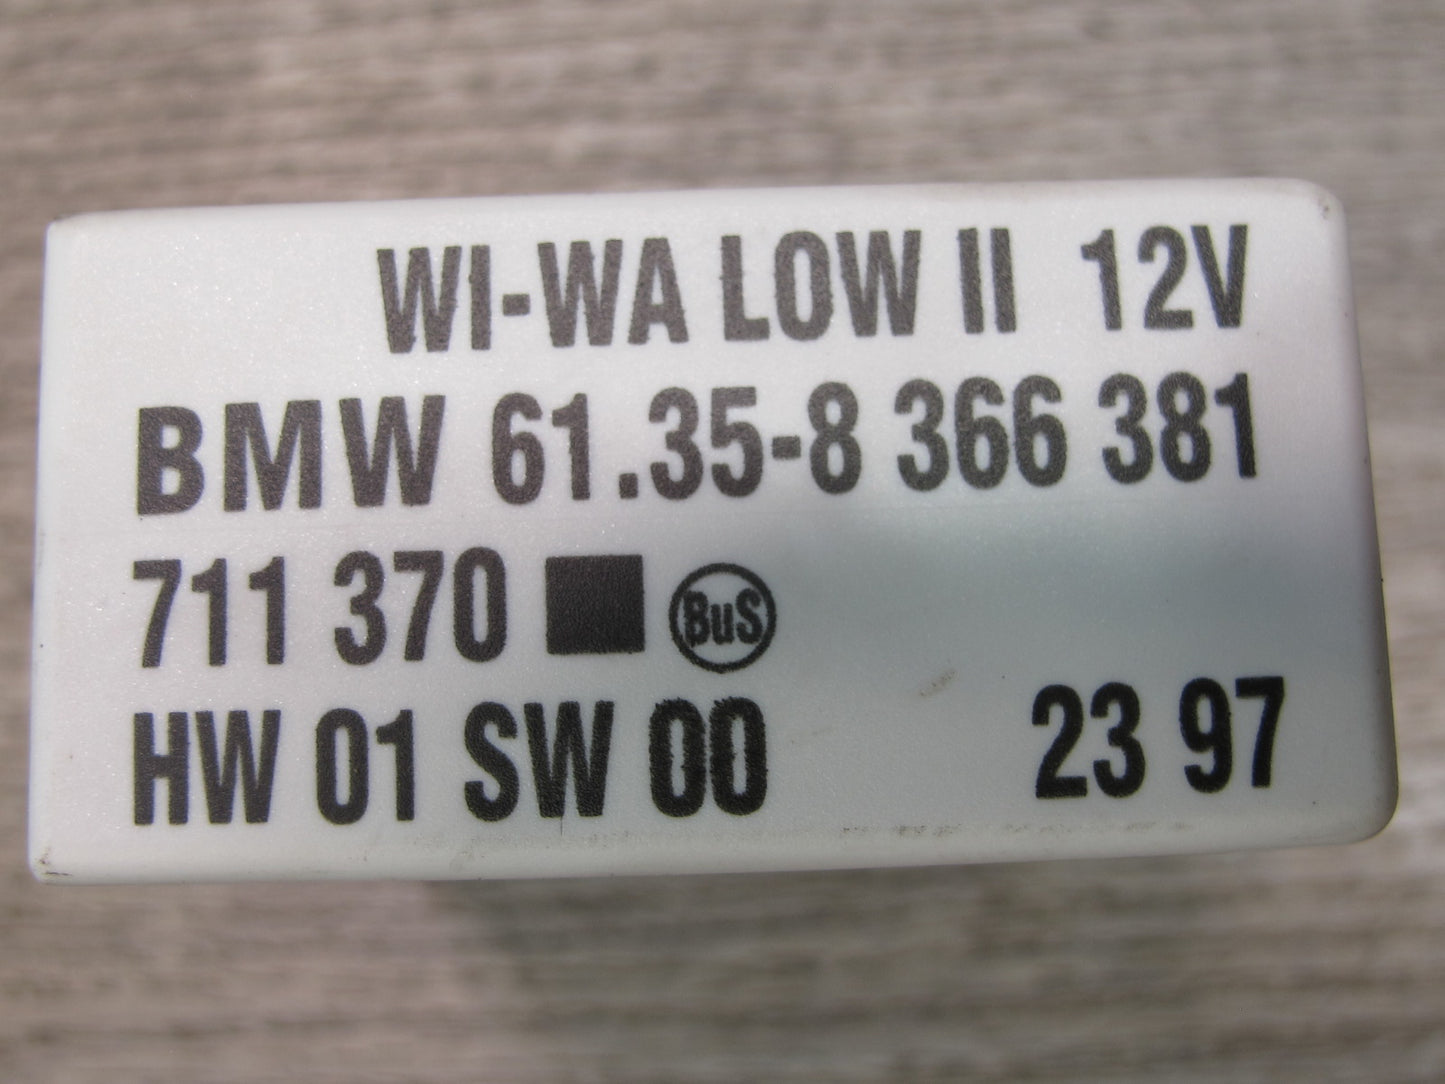 WI-WA LOW II 12V
BMW 61.35-8 366 381
711 370 BuS
HW 01 SW 00 23 97